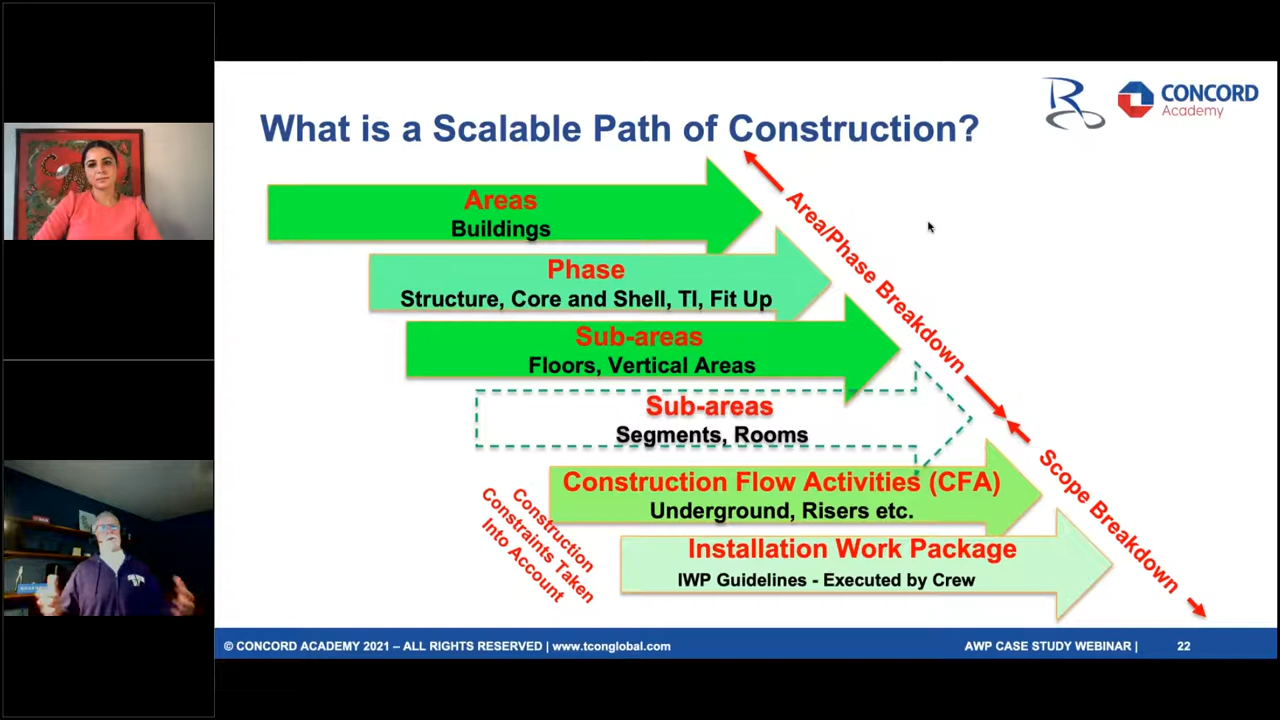 CONCORD
Academy
What is a Scalable Path of Construction?
Areas
Buildings
Phase
Structure, Core and Shell, TI, Fit Up
Sub-areas
Floors, Vertical Areas
Sub-areas
Segments, Rooms
Construction Flow Activities (CFA)
Underground, Risers etc.
Installation Work Package
IWP Guidelines - Executed by Crew
Area/Phase Breakdown
Scope Breakdown
Construction
Constraints Taken
Into Account
© CONCORD ACADEMY 2021 – ALL RIGHTS RESERVED | www.tconglobal.com
AWP CASE STUDY WEBINAR |
22